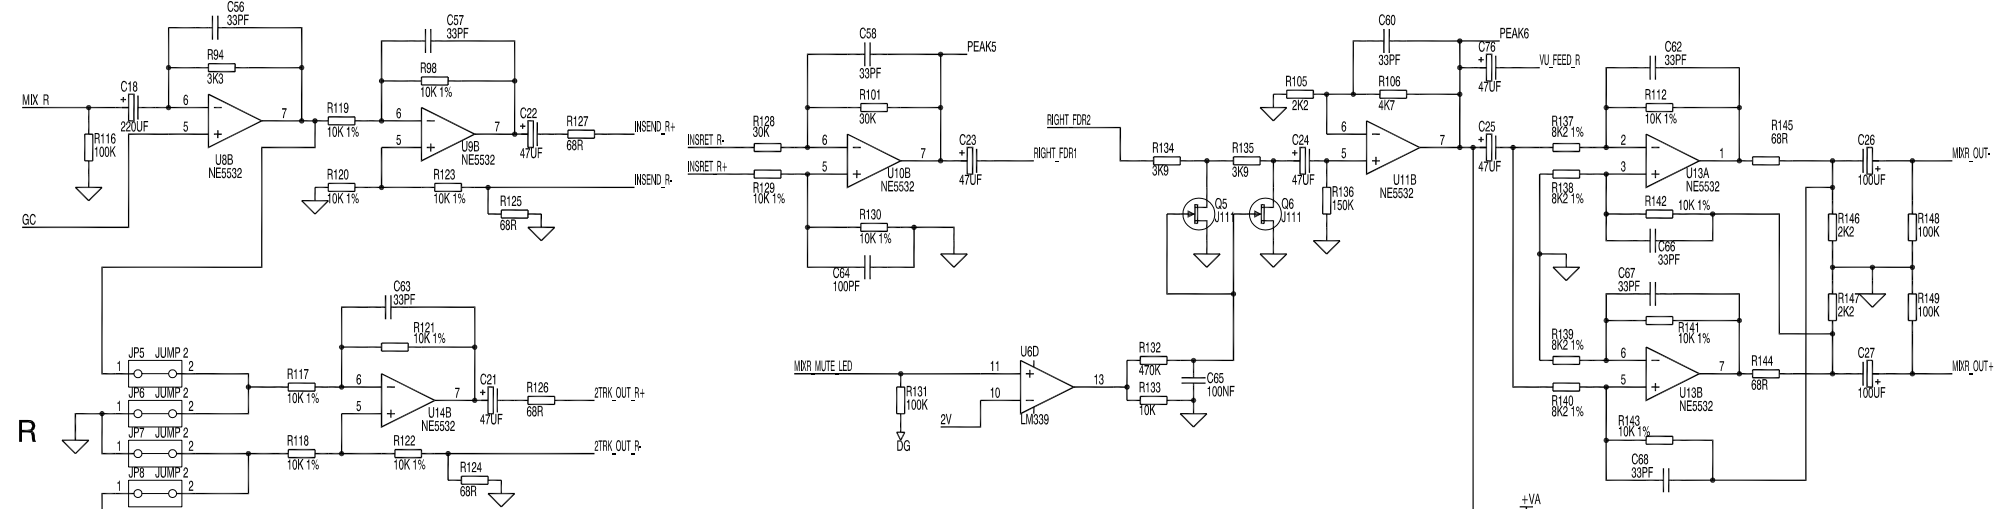 C56
33PF
R94
3K3
C18
220UF
MIX R
R116
100K
6
5
7
U8B
NE5532
GC
R119
10K 1%
C57
33PF
R98
10K 1%
6
5
7
U9B
NE5532
C22
47UF
R127
68R
INSEND_R+
R120
10K 1%
R123
10K 1%
INSEND_R-
R125
68R
C58
33PF
PEAK5
R101
30K
INSRET R-
R128
30K
INSRET R+
R129
10K 1%
6
5
7
U10B
NE5532
C23
47UF
RIGHT_FDR1
R130
10K 1%
C64
100PF
RIGHT_FDR2
R134
3K9
R135
3K9
C24
47UF
R136
150K
Q5
J111
Q6
J111
R105
2K2
C60
33PF
R106
4K7
6
5
7
U11B
NE5532
PEAK6
C76
47UF
VU_FEED_R
C25
47UF
R137
8K2 1%
R138
8K2 1%
C62
33PF
R112
10K 1%
2
3
1
U13A
NE5532
R142
10K 1%
C66
33PF
R145
68R
C26
100UF
MIXR_OUT-
R146
2K2
R148
100K
R147
2K2
R149
100K
C67
33PF
R141
10K 1%
R139
8K2 1%
R140
8K2 1%
6
5
7
U13B
NE5532
R144
68R
C27
100UF
MIXR_OUT+
R143
10K 1%
C68
33PF
+VA
MIXR_MUTE_LED
R131
100K
DG
2V
11
10
13
U6D
LM339
R132
470K
R133
10K
C65
100NF
C63
33PF
R121
10K 1%
R117
10K 1%
6
5
7
U14B
NE5532
C21
47UF
R126
68R
2TRK_OUT_R+
R118
10K 1%
R122
10K 1%
2TRK_OUT_R-
R124
68R
JP5 JUMP 2
1 2
JP6 JUMP 2
1 2
JP7 JUMP 2
1 2
JP8 JUMP 2
1 2
R